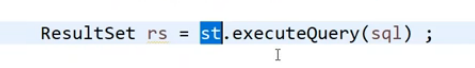 ResultSet rs = st.executeQuery(sql) ;